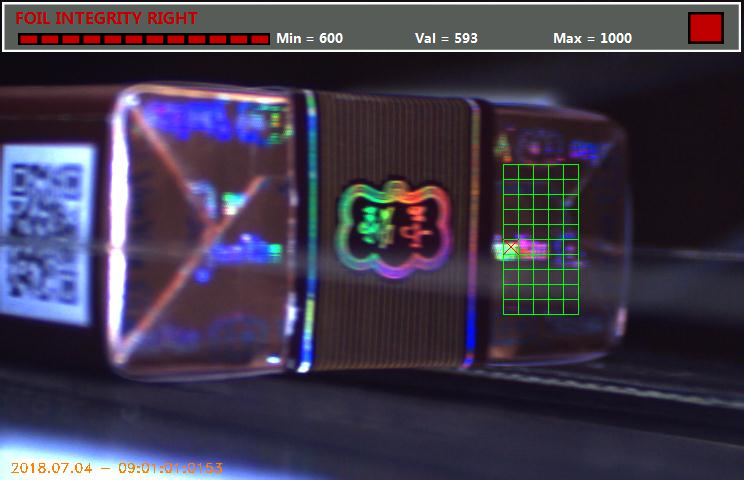 FOIL INTEGRITY RIGHT
Min = 600 Val = 593 Max = 1000
2018.07.04 - 09:01:01:0153